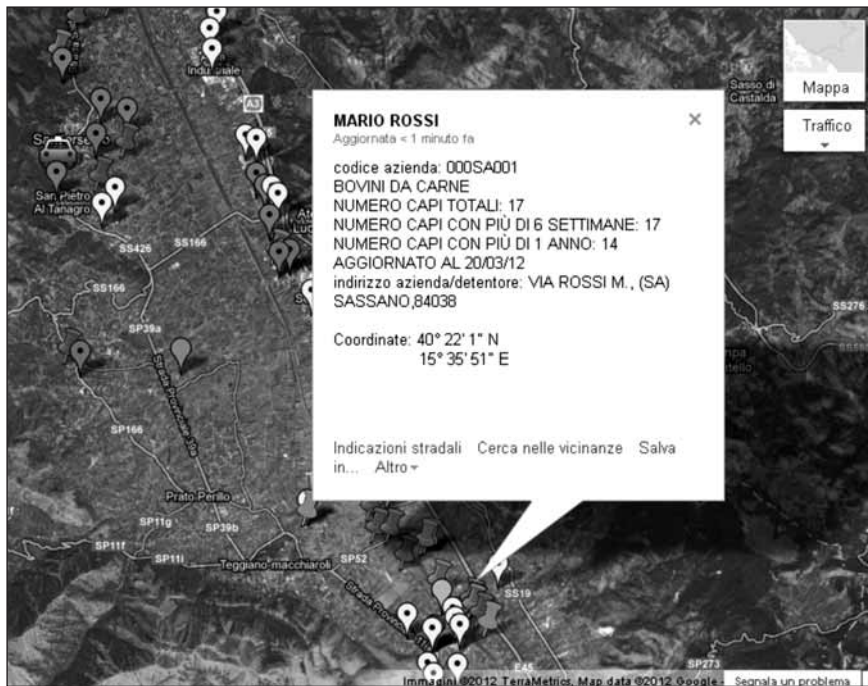 Industriale
A3
Sasso di
Castalda
Mappa
Traffico
MARIO ROSSI
Aggiornata < 1 minuto fa
codice azienda: 000SA001
BOVINI DA CARNE
NUMERO CAPI TOTALI: 17
NUMERO CAPI CON PIÙ DI 6 SETTIMANE: 17
NUMERO CAPI CON PIÙ DI 1 ANNO: 14
AGGIORNATO AL 20/03/12
indirizzo azienda/detentore: VIA ROSSI M., (SA)
SASSANO,84038
Coordinate: 40° 22' 1" N
15° 35' 51" E
Indicazioni stradali Cerca nelle vicinanze Salva
in... Altro
San Pietro
Al Tanagro
SS426
SS166
SS166
SP39a
Strada Provinciale 39a
SS276
SP166
Prato Perillo
SP11g
SP39b
SP11f
SP11i
Teggiano-macchiaroli
SP52
SS19
E45
SP273
Immagini ©2012 TerraMetrics, Map data ©2012 Google -
Segnala un problema